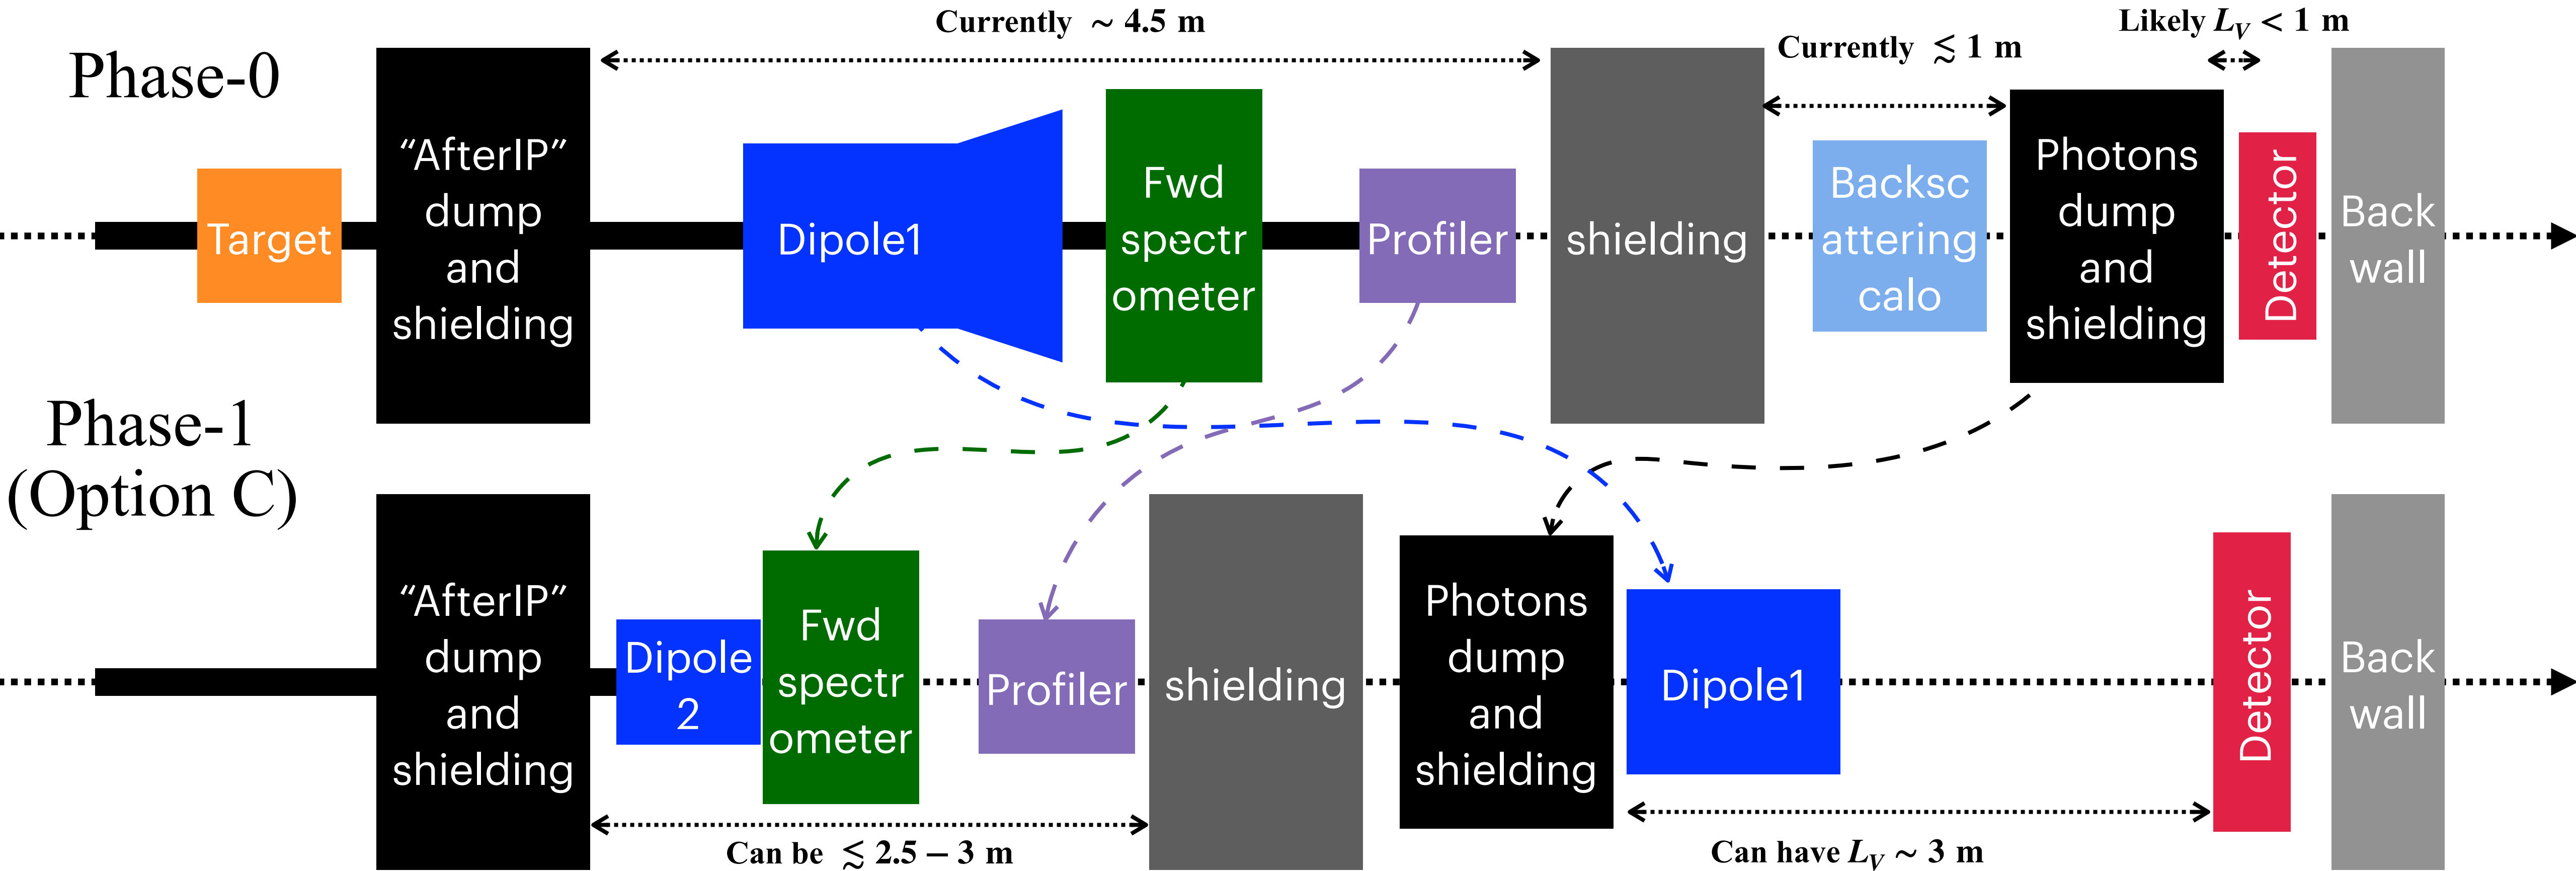 Currently ∼ 4.5 m
Likely L_V < 1 m
Currently ≲ 1 m
Phase-0
Target
“AfterIP”
dump
and
shielding
Dipole1
Fwd
spectr
ometer
Profiler
shielding
Backsc
attering
calo
Photons
dump
and
shielding
Detector
Back
wall
Phase-1
(Option C)
“AfterIP”
dump
and
shielding
Dipole
2
Fwd
spectr
ometer
Profiler
shielding
Photons
dump
and
shielding
Dipole1
Detector
Back
wall
Can be ≲ 2.5 − 3 m
Can have L_V ∼ 3 m